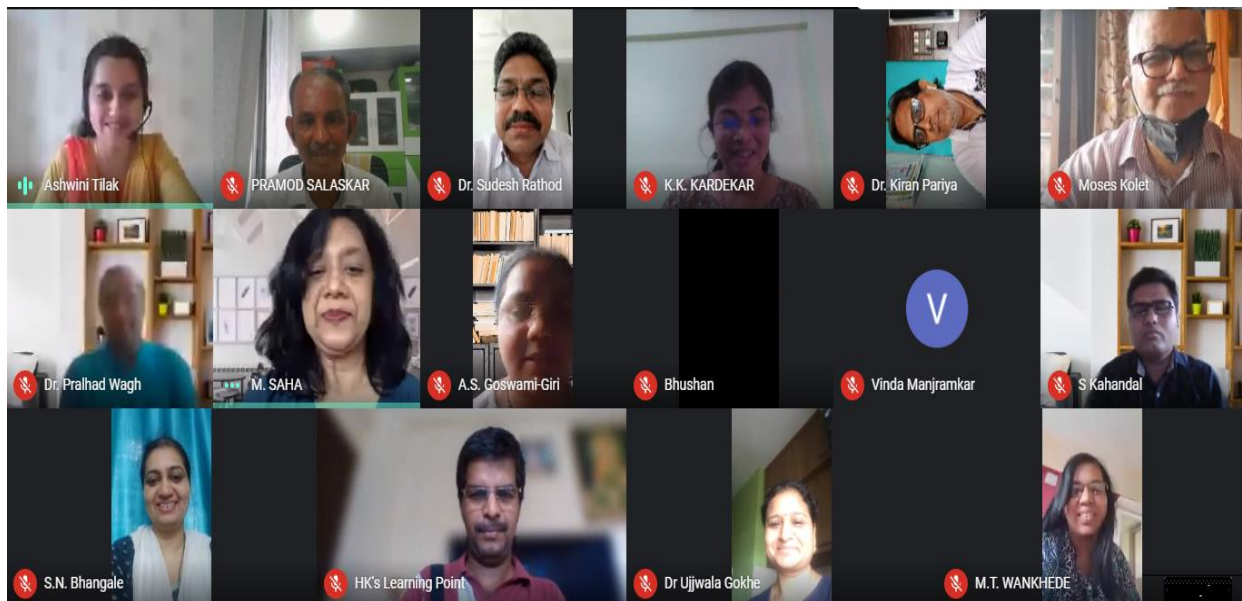 Ashwini Tilak
PRAMOD SALASKAR
Dr. Sudesh Rathod
K.K. KARDEKAR
Dr. Kiran Pariya
Moses Kolet
Dr. Pralhad Wagh
M. SAHA
A.S. Goswami-Giri
Bhushan
V
Vinda Manjramkar
S Kahandal
S.N. Bhangale
HK's Learning Point
Dr Ujjwala Gokhe
M.T. WANKHEDE